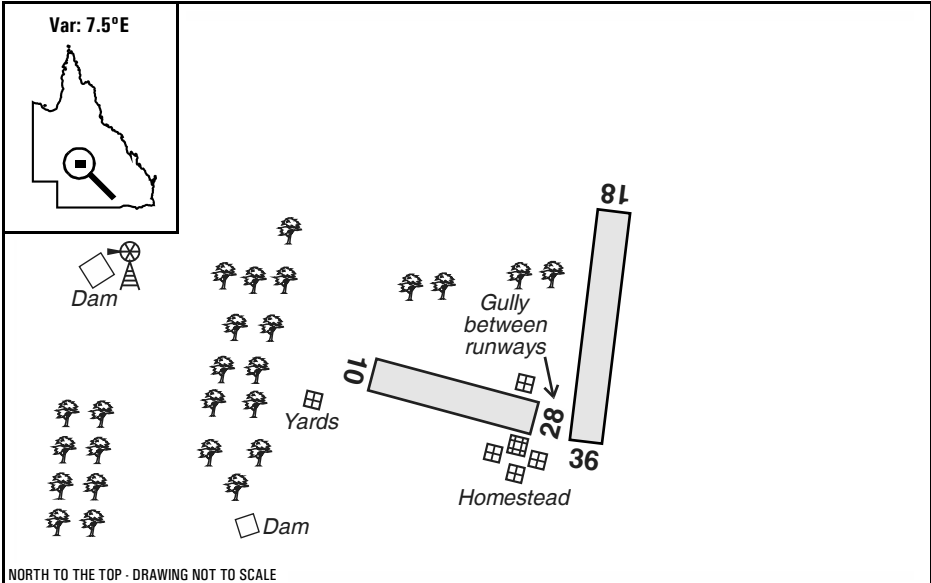 Var: 7.5ºE
18
Dam
Gully
between
runways
10
Yards
28
36
Homestead
Dam
NORTH TO THE TOP - DRAWING NOT TO SCALE